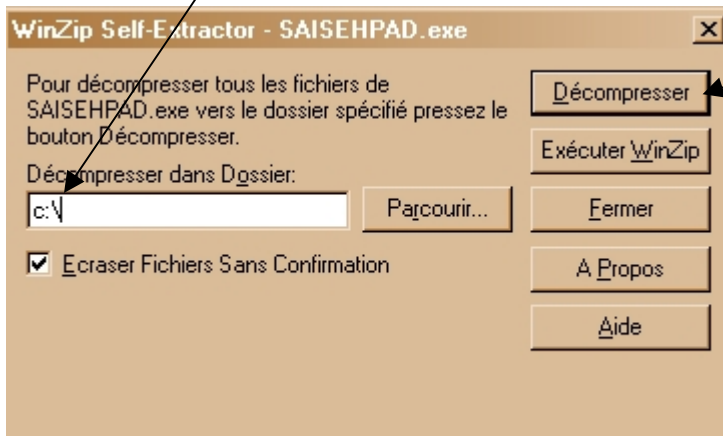 WinZip Self-Extractor - SAISEHPAD.exe
Pour décompresser tous les fichiers de
SAISEHPAD.exe vers le dossier spécifié pressez le
bouton Décompresser.
Décompresser dans Dossier:
c:\
Parcourir...
Ecraser Fichiers Sans Confirmation
Décompresser
Exécuter WinZip
Fermer
A Propos
Aide